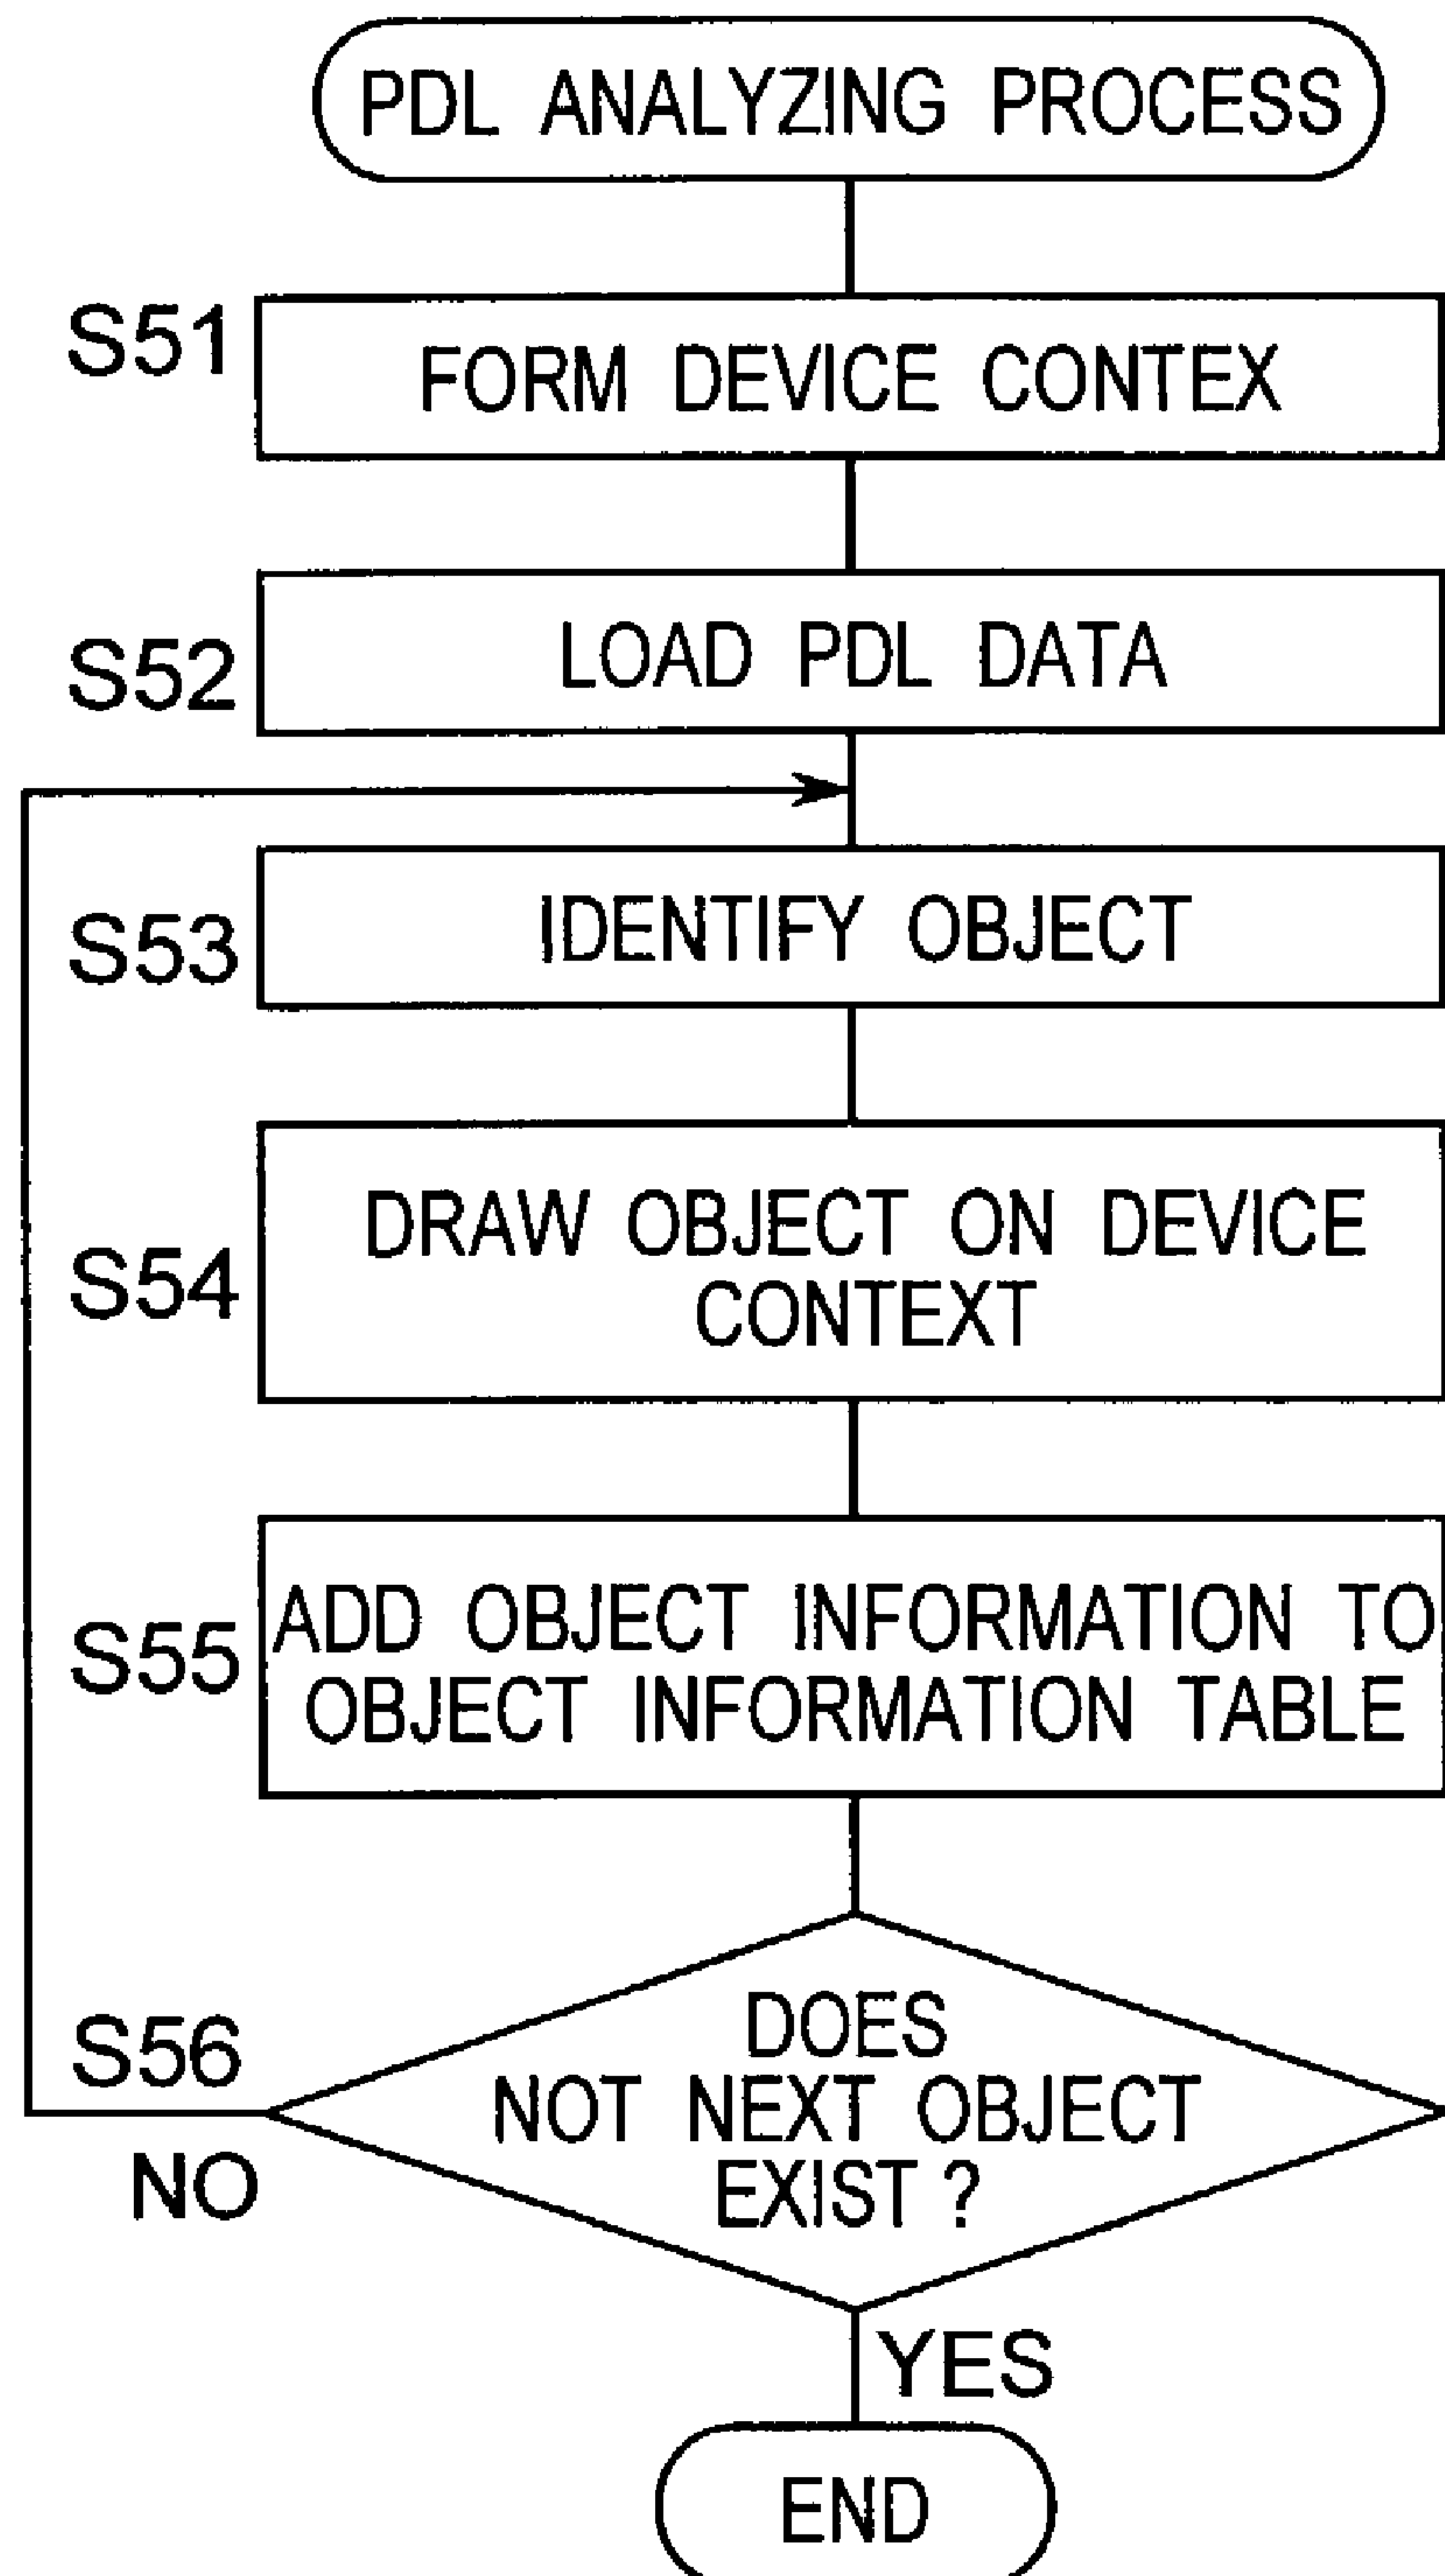 PDL ANALYZING PROCESS
S51
FORM DEVICE CONTEX
S52
LOAD PDL DATA
S53
IDENTIFY OBJECT
S54
DRAW OBJECT ON DEVICE
CONTEXT
S55
ADD OBJECT INFORMATION TO
OBJECT INFORMATION TABLE
S56
DOES
NOT NEXT OBJECT
EXIST ?
NO
YES
END